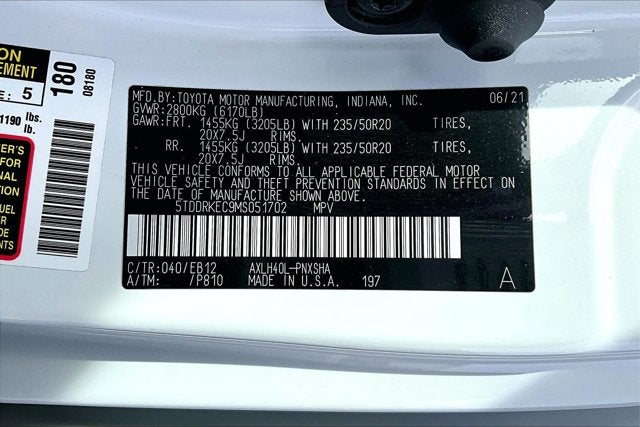 ON
EMENT
E: 5
180
08180
1190 lbs.
lb.
ER'S
FOR
MFD.BY:TOYOTA MOTOR MANUFACTURING, INDIANA, INC. 06/21
GVWR:2800KG (6170LB)
GAWR:FRT. 1455KG (3205LB) WITH 235/50R20 TIRES,
20X7.5J RIMS.
RR. 1455KG (3205LB) WITH 235/50R20 TIRES,
20X7.5J RIMS.
THIS VEHICLE CONFORMS TO ALL APPLICABLE FEDERAL MOTOR
VEHICLE SAFETY AND THEFT PREVENTION STANDARDS IN EFFECT ON
THE DATE OF MANUFACTURE SHOWN ABOVE.
5TDDRKEC9MS051702 MPV
C/TR:040/EB12 AXLH40L-PNXSHA
A/TM: /P810 MADE IN U.S.A. 197 A